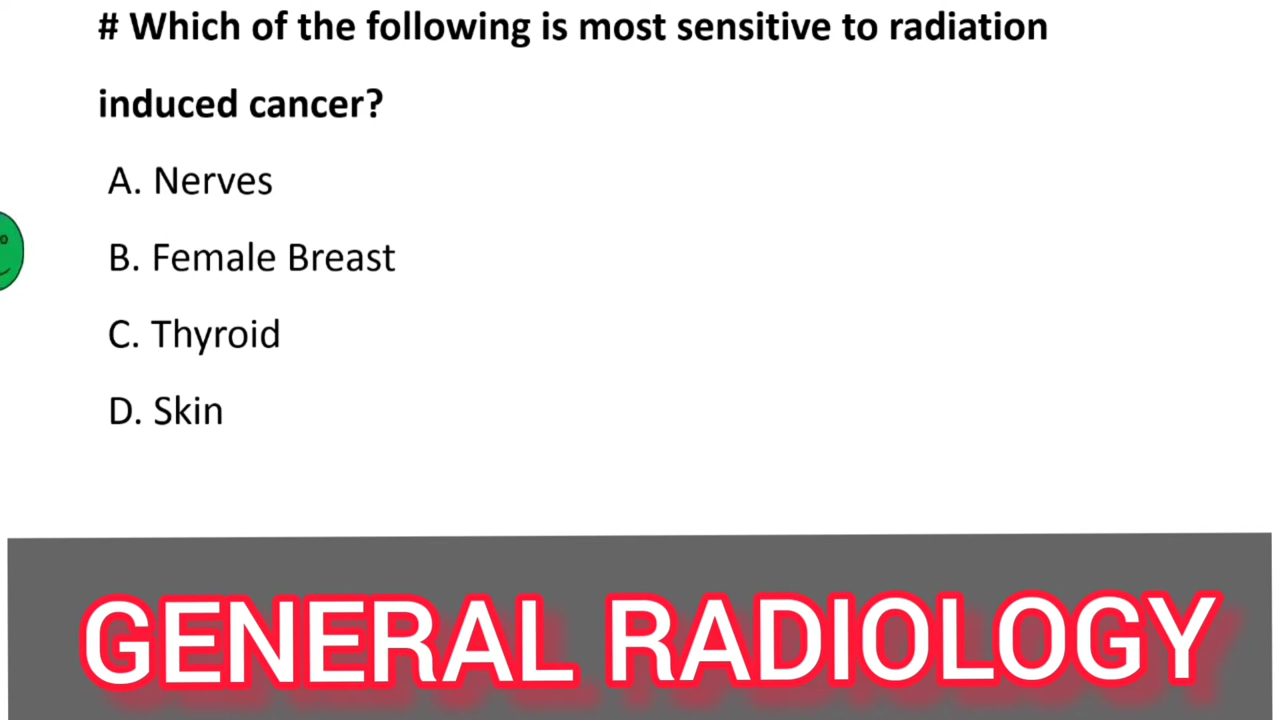 # Which of the following is most sensitive to radiation
induced cancer?
A. Nerves
B. Female Breast
C. Thyroid
D. Skin
GENERAL RADIOLOGY